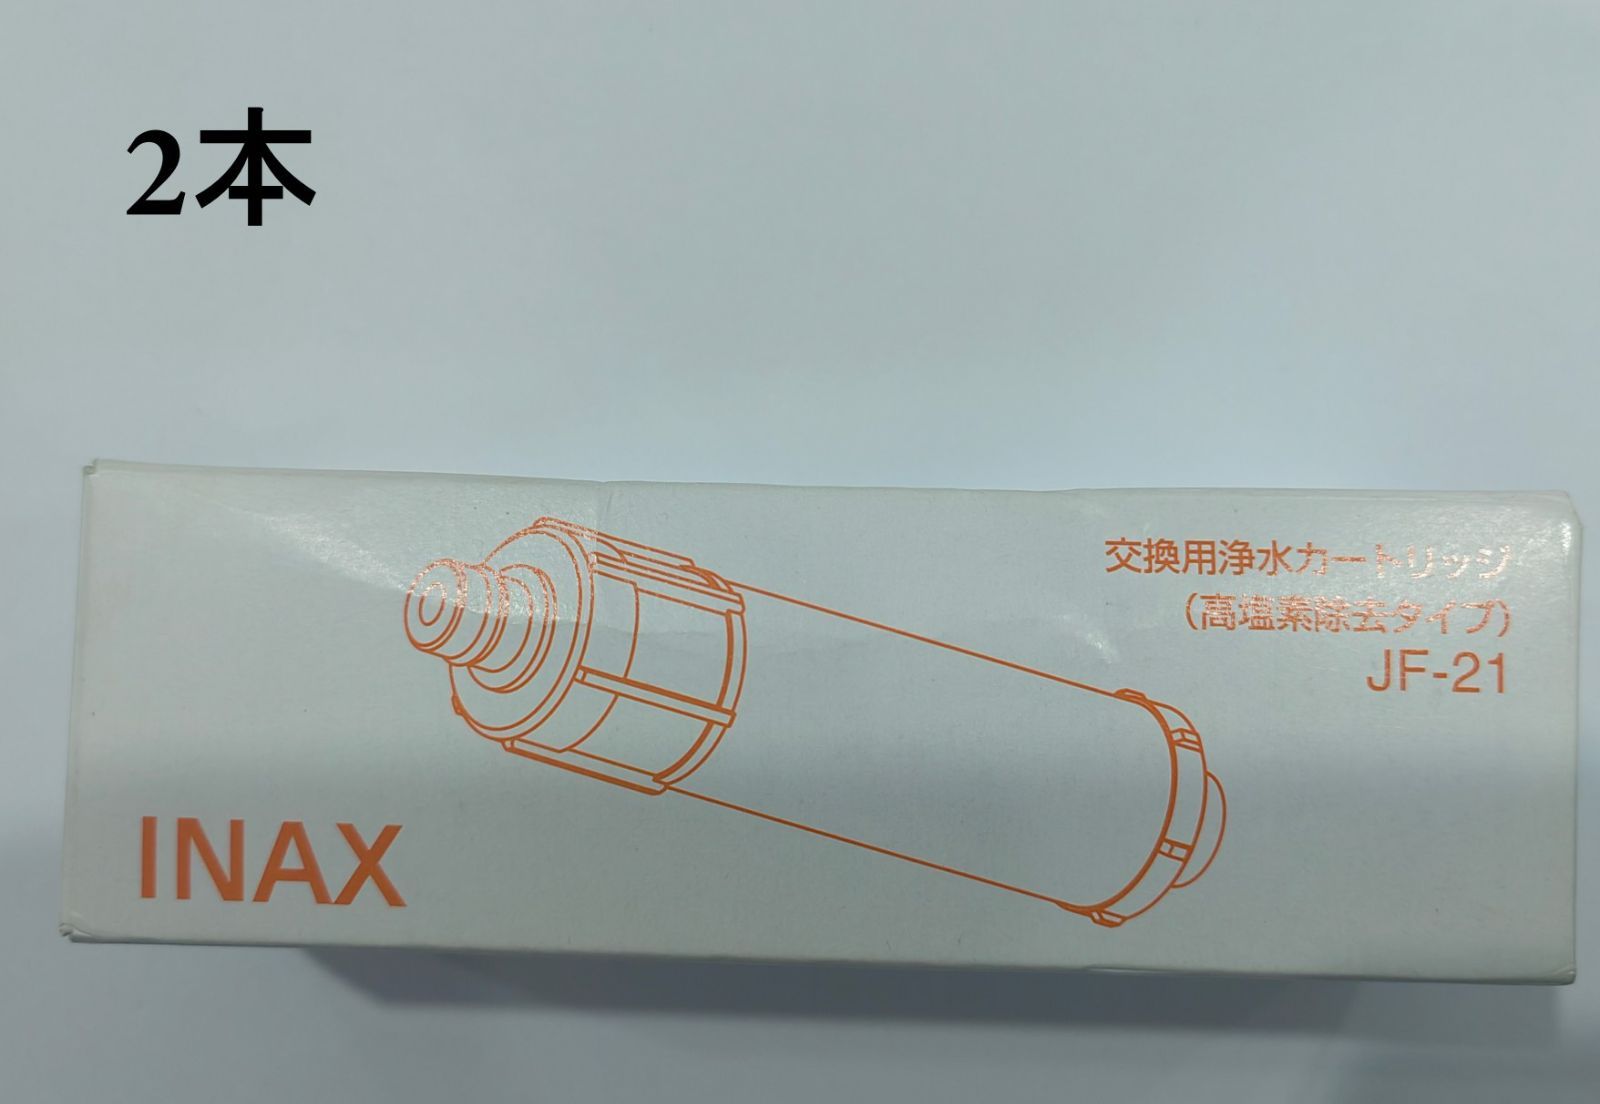 2本
交換用浄水カートリッジ
(高塩素除去タイプ)
JF-21
INAX